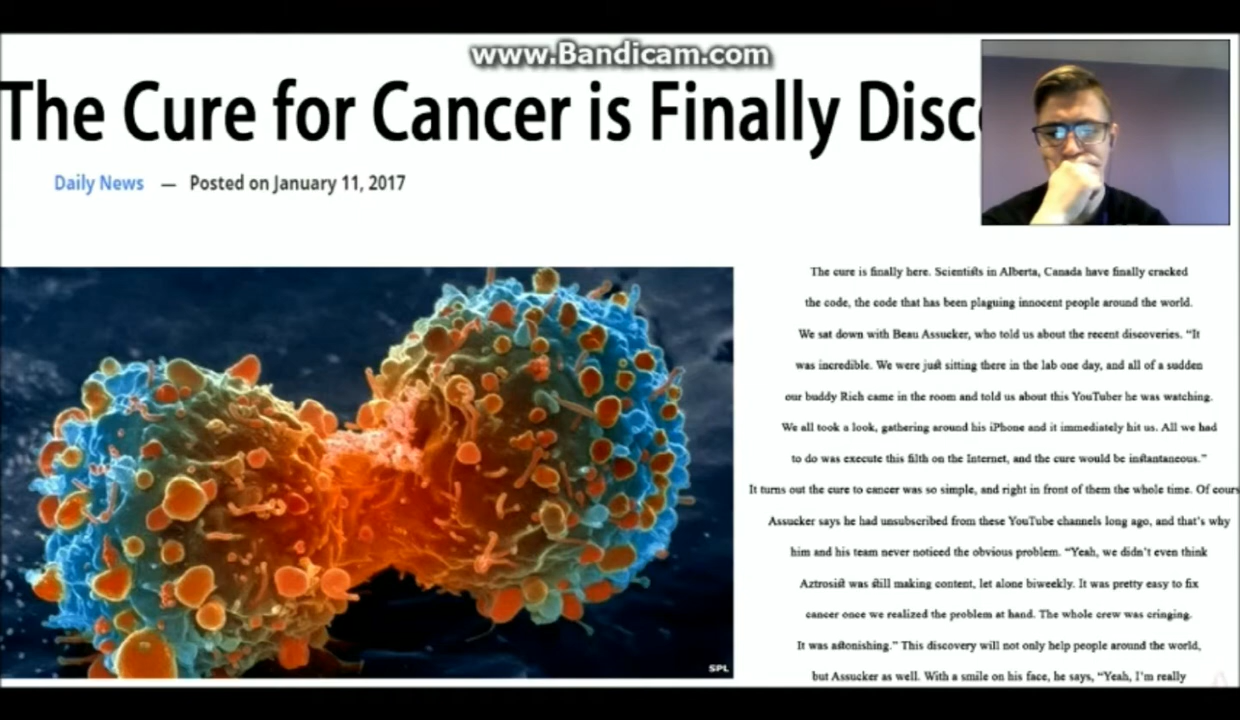 www.Bandicam.com
The Cure for Cancer is Finally Disc
Daily News — Posted on January 11, 2017
The cure is finally here. Scientists in Alberta, Canada have finally cracked
the code, the code that has been plaguing innocent people around the world.
We sat down with Beau Assucker, who told us about the recent discoveries. “It
was incredible. We were just sitting there in the lab one day, and all of a sudden
our buddy Rich came in the room and told us about this YouTuber he was watching.
We all took a look, gathering around his iPhone and it immediately hit us. All we had
to do was execute this filth on the Internet, and the cure would be instantaneous.”
It turns out the cure to cancer was so simple, and right in front of them the whole time. Of cours
Assucker says he had unsubscribed from these YouTube channels long ago, and that’s why
him and his team never noticed the obvious problem. “Yeah, we didn’t even think
Aztrosist was still making content, let alone biweekly. It was pretty easy to fix
cancer once we realized the problem at hand. The whole crew was cringing.
It was astonishing.” This discovery will not only help people around the world,
but Assucker as well. With a smile on his face, he says, “Yeah, I’m really
SPL